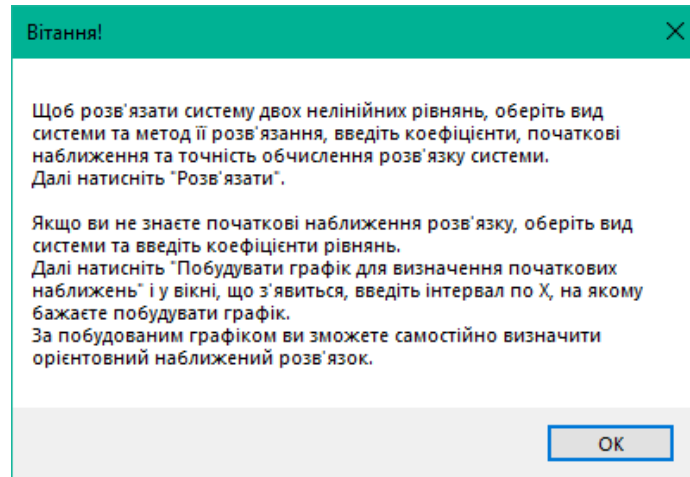 Вітання!
Щоб розв'язати систему двох нелінійних рівнянь, оберіть вид
системи та метод її розв'язання, введіть коефіцієнти, початкові
наближення та точність обчислення розв'язку системи.
Далі натисніть "Розв'язати".
Якщо ви не знаєте початкові наближення розв'язку, оберіть вид
системи та введіть коефіцієнти рівнянь.
Далі натисніть "Побудувати графік для визначення початкових
наближень" і у вікні, що з'явиться, введіть інтервал по X, на якому
бажаєте побудувати графік.
За побудованим графіком ви зможете самостійно визначити
орієнтовний наближений розв'язок.
ОК